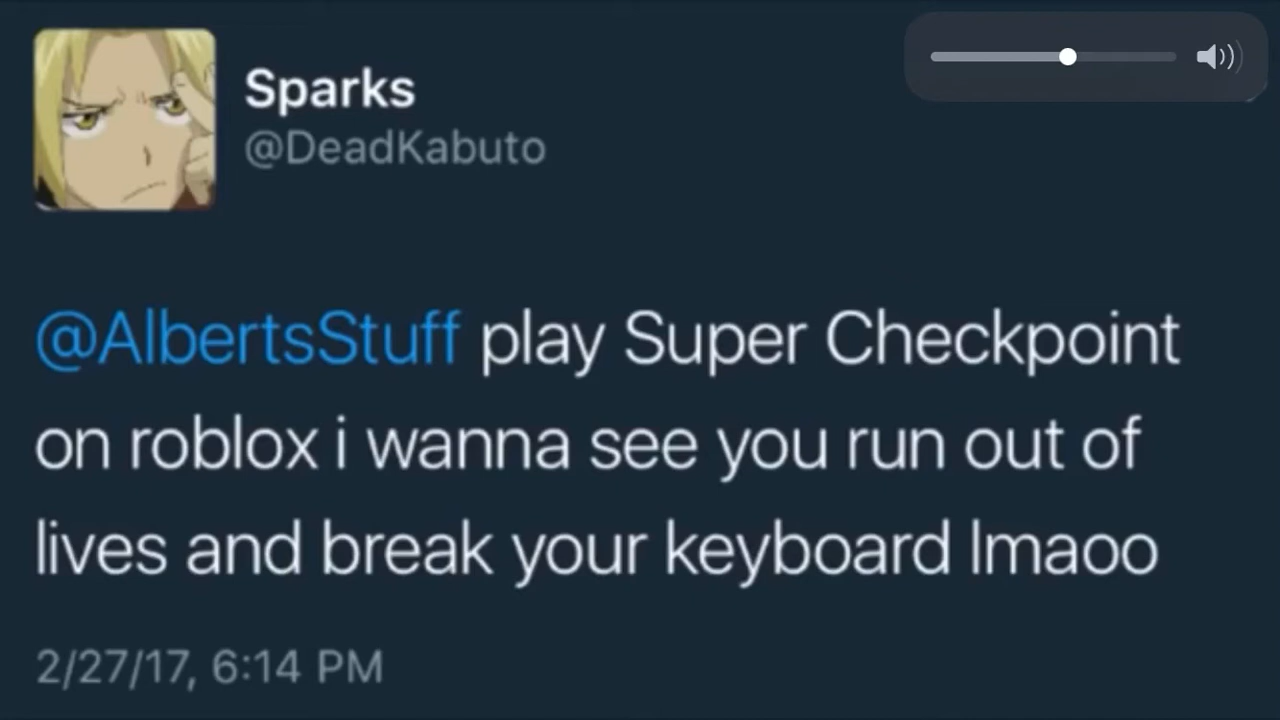 Sparks
@DeadKabuto
@AlbertsStuff play Super Checkpoint
on roblox i wanna see you run out of
lives and break your keyboard lmaoo
2/27/17, 6:14 PM